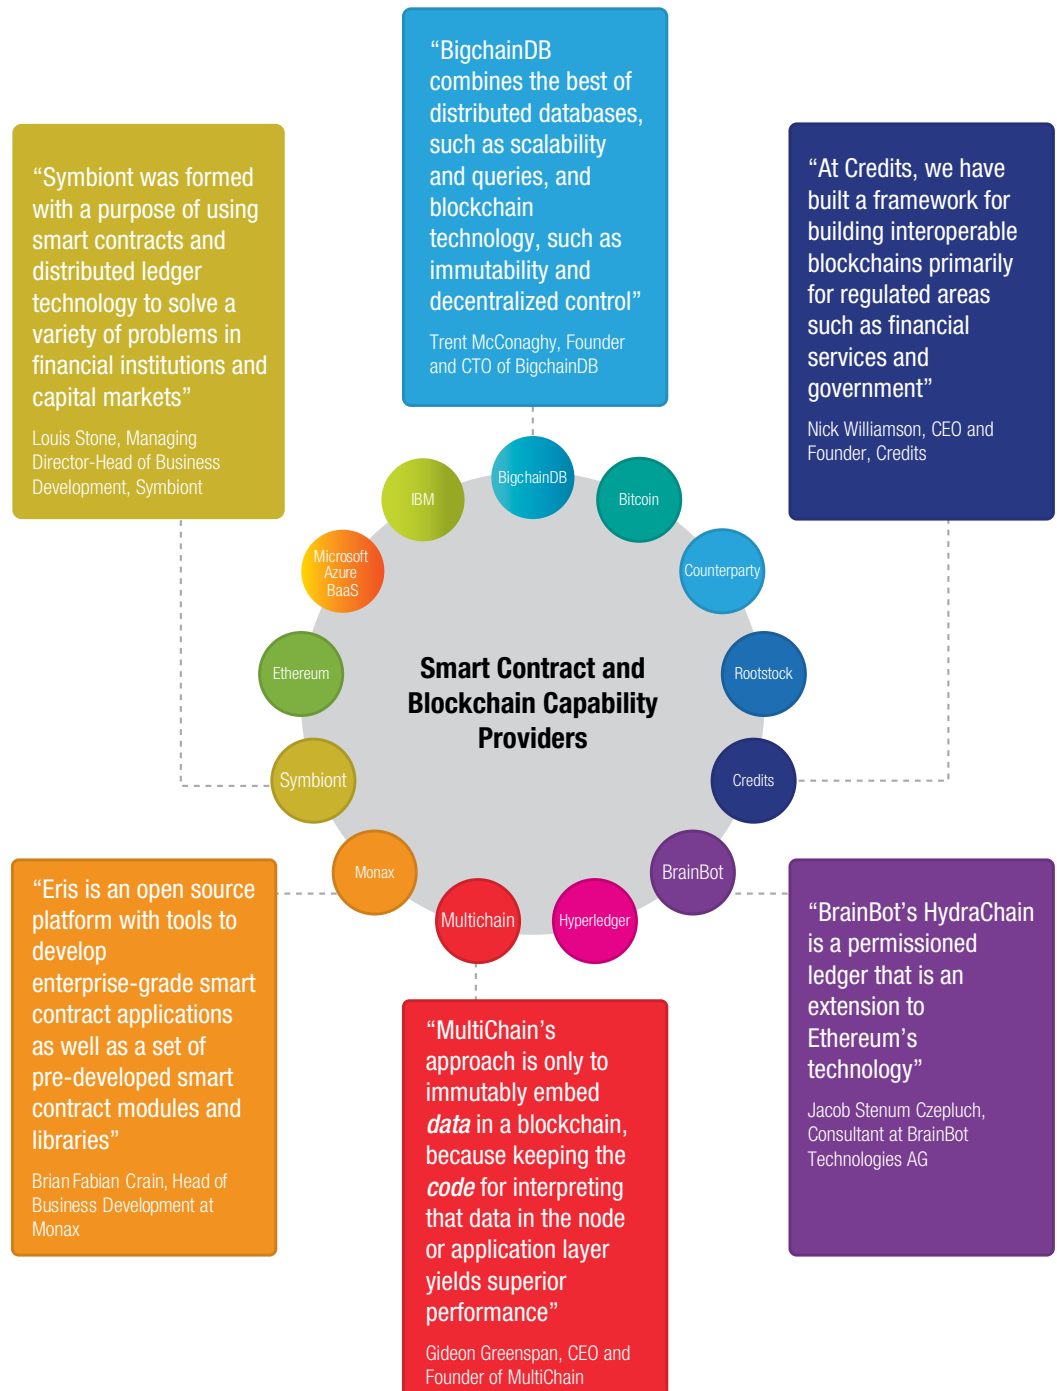 “BigchainDB
combines the best of
distributed databases,
such as scalability
and queries, and
blockchain
technology, such as
immutability and
decentralized control”
Trent McConaghy, Founder
and CTO of BigchainDB
“Symbiont was formed
with a purpose of using
smart contracts and
distributed ledger
technology to solve a
variety of problems in
financial institutions and
capital markets”
Louis Stone, Managing
Director-Head of Business
Development, Symbiont
“At Credits, we have
built a framework for
building interoperable
blockchains primarily
for regulated areas
such as financial
services and
government”
Nick Williamson, CEO and
Founder, Credits
BigchainDB
IBM
Bitcoin
Microsoft
Azure
BaaS
Counterparty
Ethereum
Rootstock
Smart Contract and
Blockchain Capability
Providers
Symbiont
Credits
Monax
BrainBot
Multichain
Hyperledger
“Eris is an open source
platform with tools to
develop
enterprise-grade smart
contract applications
as well as a set of
pre-developed smart
contract modules and
libraries”
Brian Fabian Crain, Head of
Business Development at
Monax
“MultiChain’s
approach is only to
immutably embed
data in a blockchain,
because keeping the
code for interpreting
that data in the node
or application layer
yields superior
performance”
Gideon Greenspan, CEO and
Founder of MultiChain
“BrainBot’s HydraChain
is a permissioned
ledger that is an
extension to
Ethereum’s
technology”
Jacob Stenum Czepluch,
Consultant at BrainBot
Technologies AG